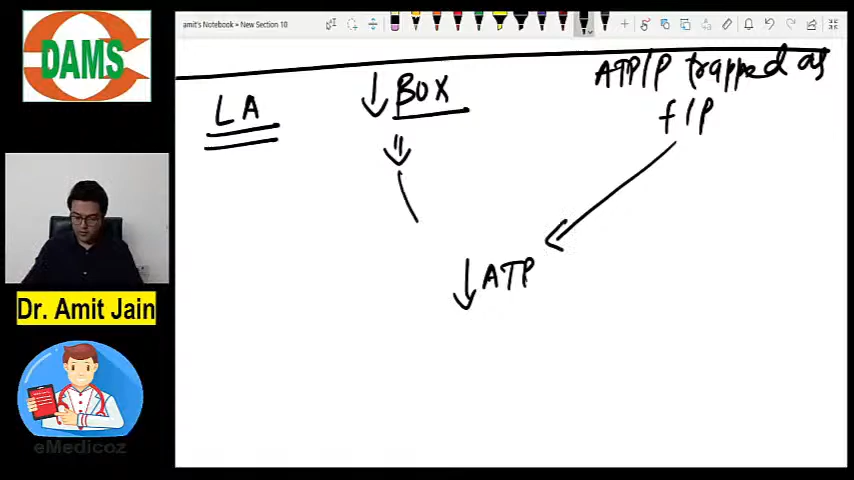 DAMS
amit's Notebook > New Section 10
LA
↓ BOX
ATP/P trapped as
F1P
↓ ATP
Dr. Amit Jain
eMedicoz